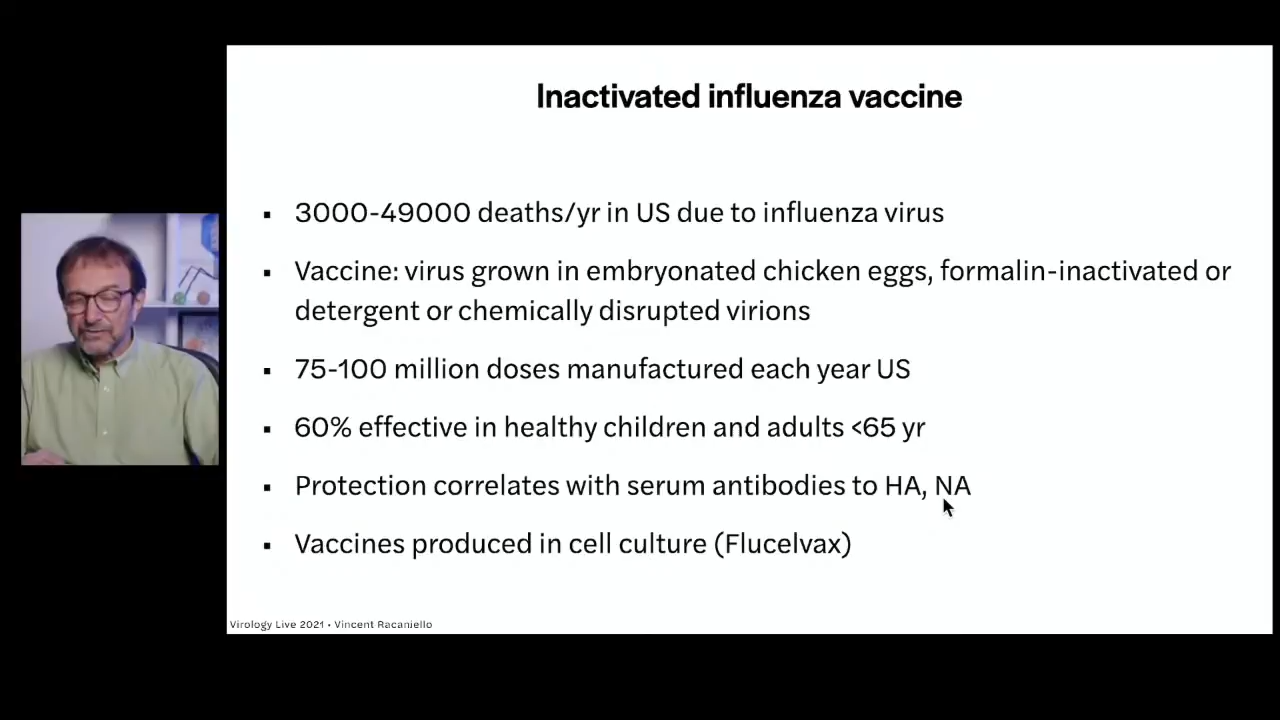 Inactivated influenza vaccine
▪ 3000-49000 deaths/yr in US due to influenza virus
▪ Vaccine: virus grown in embryonated chicken eggs, formalin-inactivated or
detergent or chemically disrupted virions
▪ 75-100 million doses manufactured each year US
▪ 60% effective in healthy children and adults <65 yr
▪ Protection correlates with serum antibodies to HA, NA
▪ Vaccines produced in cell culture (Flucelvax)
Virology Live 2021 • Vincent Racaniello